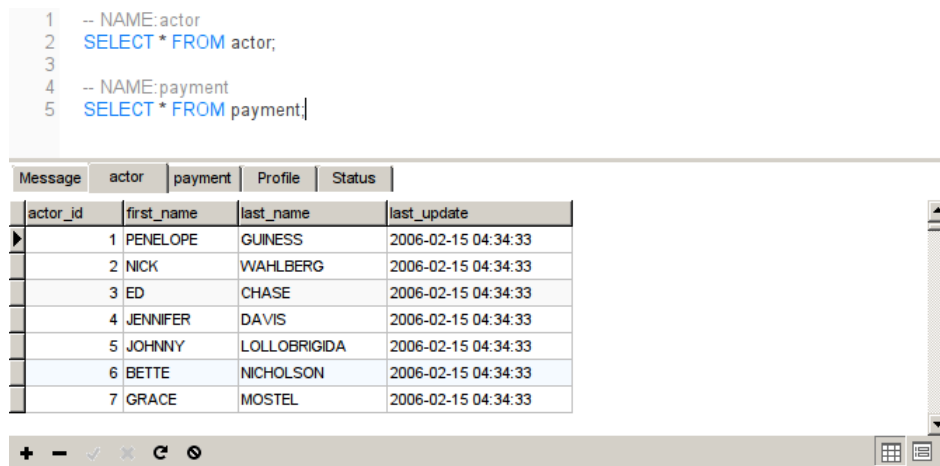 1 -- NAME:actor
2 SELECT * FROM actor;
3
4 -- NAME:payment
5 SELECT * FROM payment;
Message actor payment Profile Status
actor_id first_name last_name last_update
1 PENELOPE GUINESS 2006-02-15 04:34:33
2 NICK WAHLBERG 2006-02-15 04:34:33
3 ED CHASE 2006-02-15 04:34:33
4 JENNIFER DAVIS 2006-02-15 04:34:33
5 JOHNNY LOLLOBRIGIDA 2006-02-15 04:34:33
6 BETTE NICHOLSON 2006-02-15 04:34:33
7 GRACE MOSTEL 2006-02-15 04:34:33